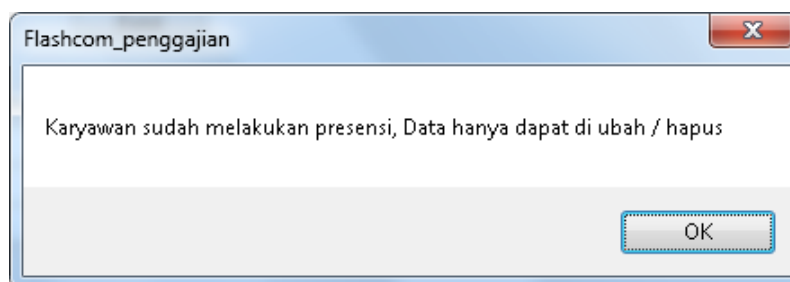 Flashcom_penggajian
Karyawan sudah melakukan presensi, Data hanya dapat di ubah / hapus
OK